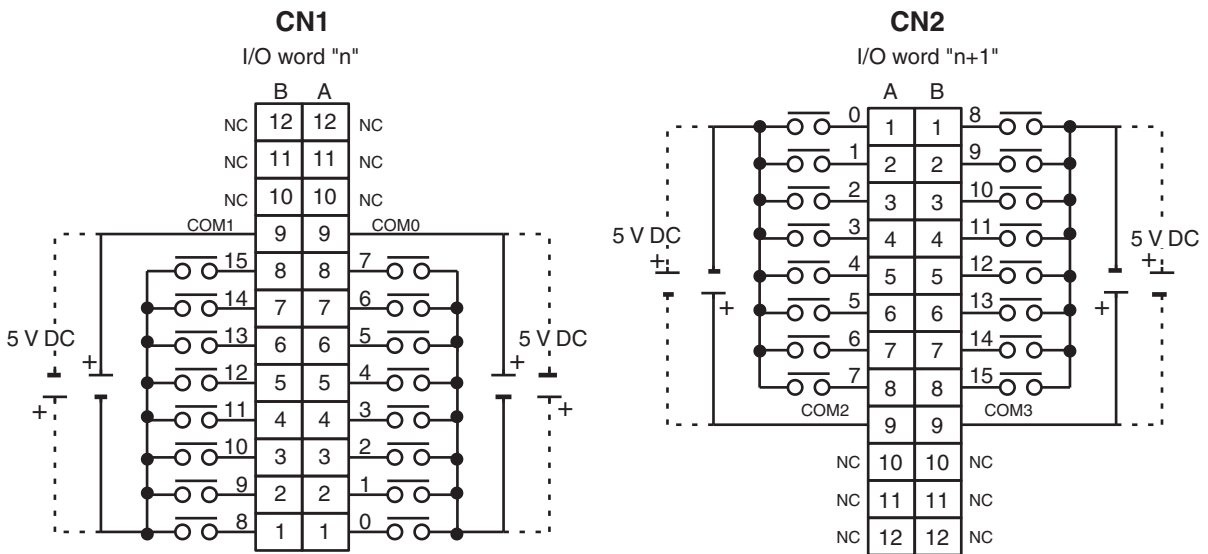 CN1
I/O word "n"
B A
NC 12 12 NC
NC 11 11 NC
NC 10 10 NC
COM1 9 9 COM0
15 8 8 7
14 7 7 6
13 6 6 5
5 V DC + + 5 V DC
12 5 5 4
+ 11 4 4 3 +
10 3 3 2
9 2 2 1
8 1 1 0
CN2
I/O word "n+1"
A B
0 1 1 8
1 2 2 9
2 3 3 10
3 4 4 11
5 V DC 5 V DC
+ 4 5 5 12 +
+ 5 6 6 13 +
6 7 7 14
7 8 8 15
COM2 9 9 COM3
NC 10 10 NC
NC 11 11 NC
NC 12 12 NC